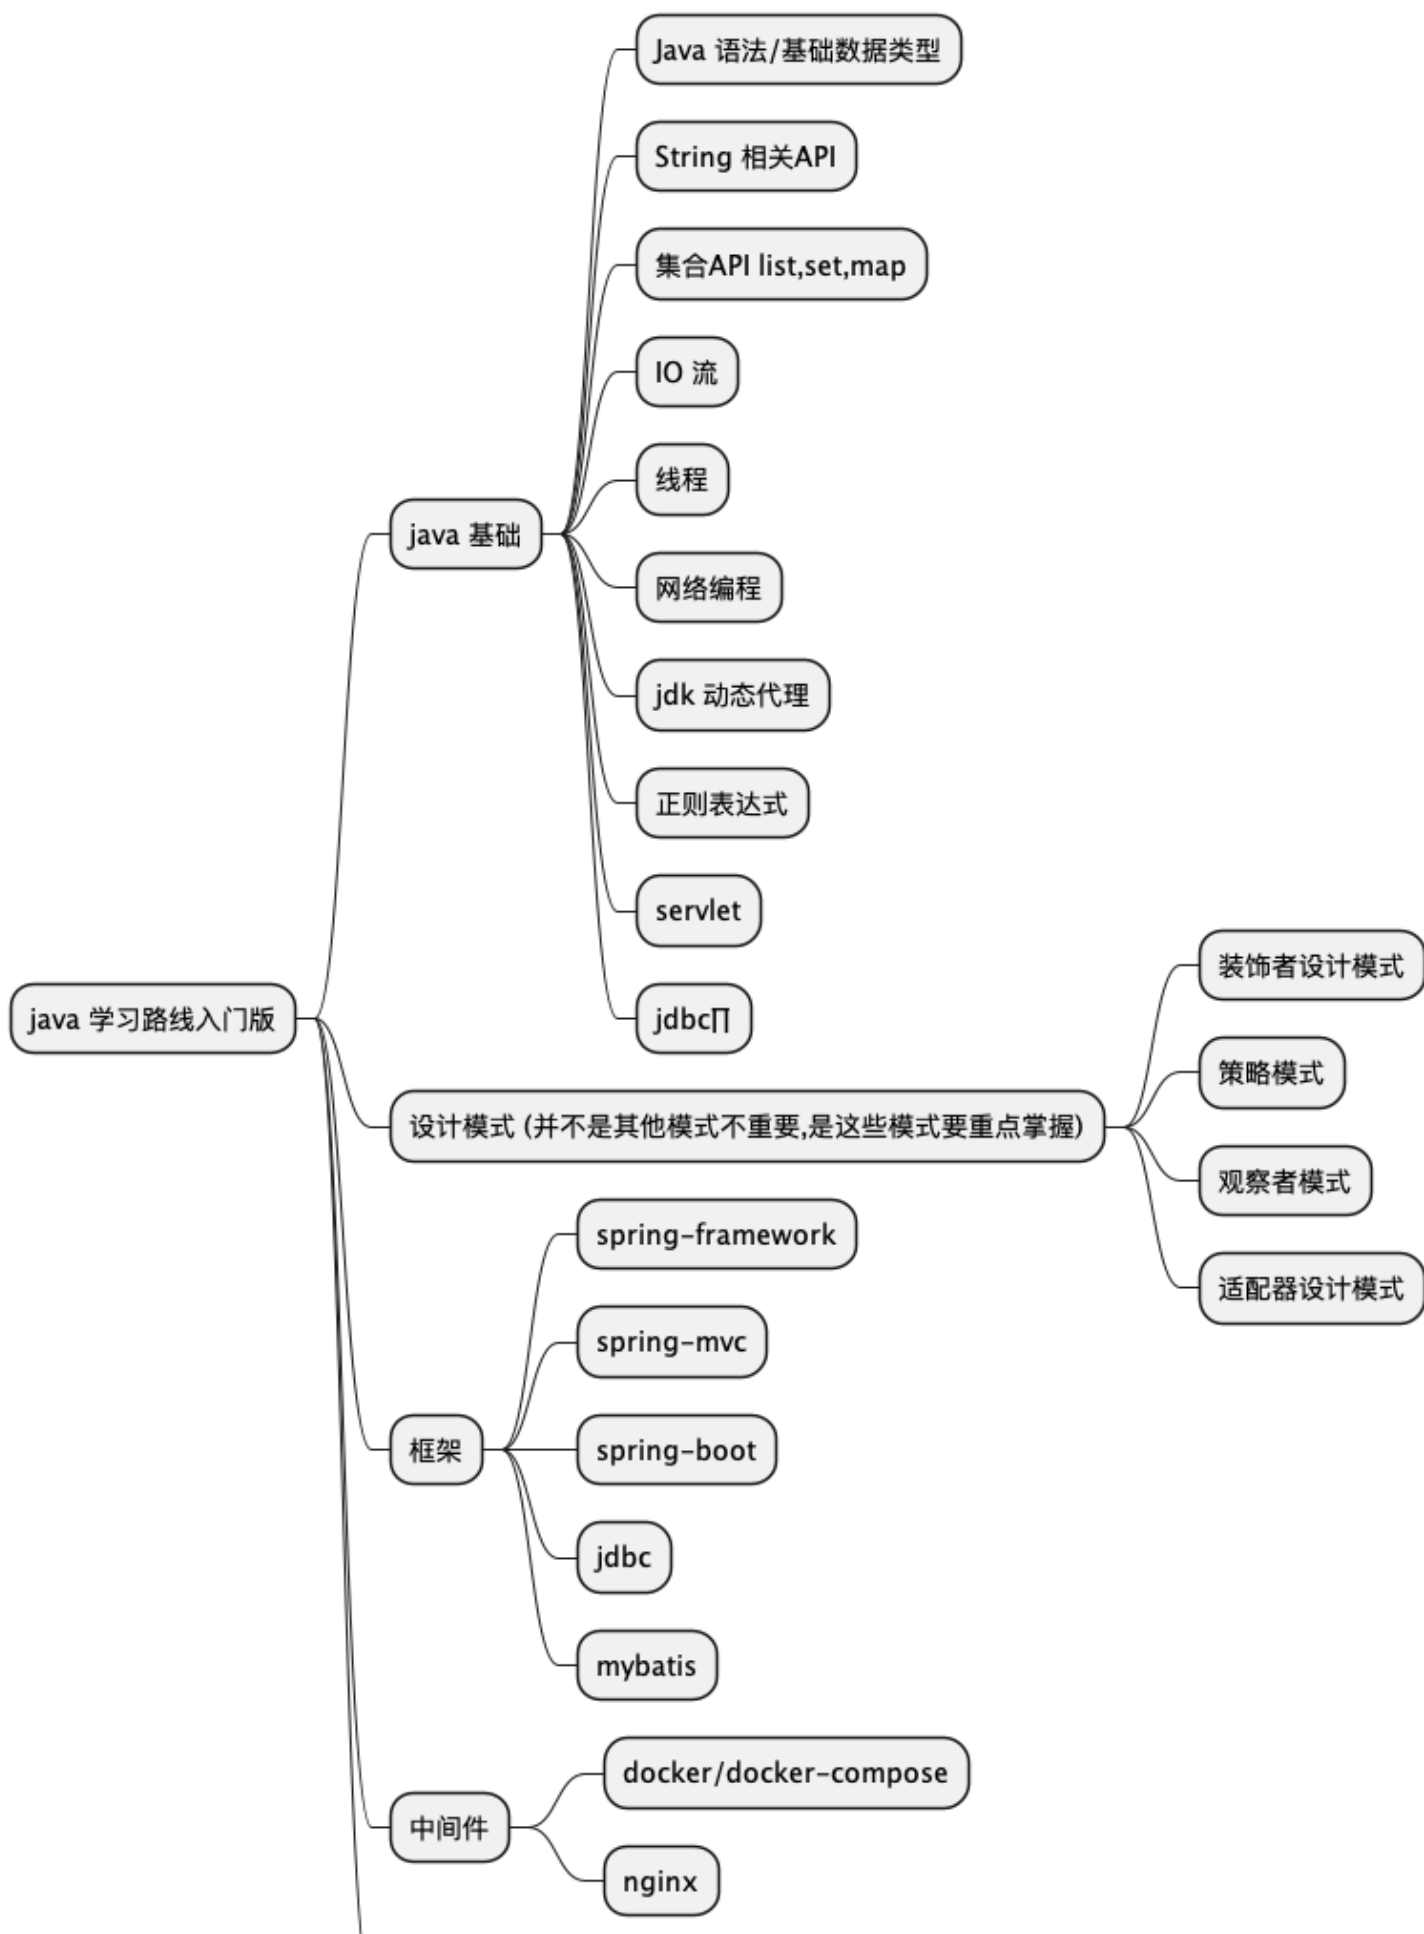 java 学习路线入门版
java 基础
Java 语法/基础数据类型
String 相关API
集合API list,set,map
IO 流
线程
网络编程
jdk 动态代理
正则表达式
servlet
jdbc∏
设计模式 (并不是其他模式不重要,是这些模式要重点掌握)
装饰者设计模式
策略模式
观察者模式
适配器设计模式
框架
spring-framework
spring-mvc
spring-boot
jdbc
mybatis
中间件
docker/docker-compose
nginx